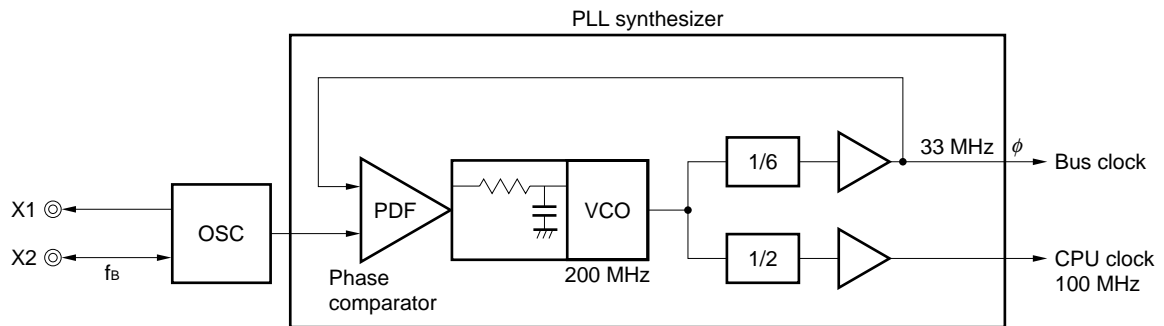 PLL synthesizer
1/6
33 MHz
ϕ
Bus clock
X1
X2
fB
OSC
PDF
Phase
comparator
VCO
200 MHz
1/2
CPU clock
100 MHz